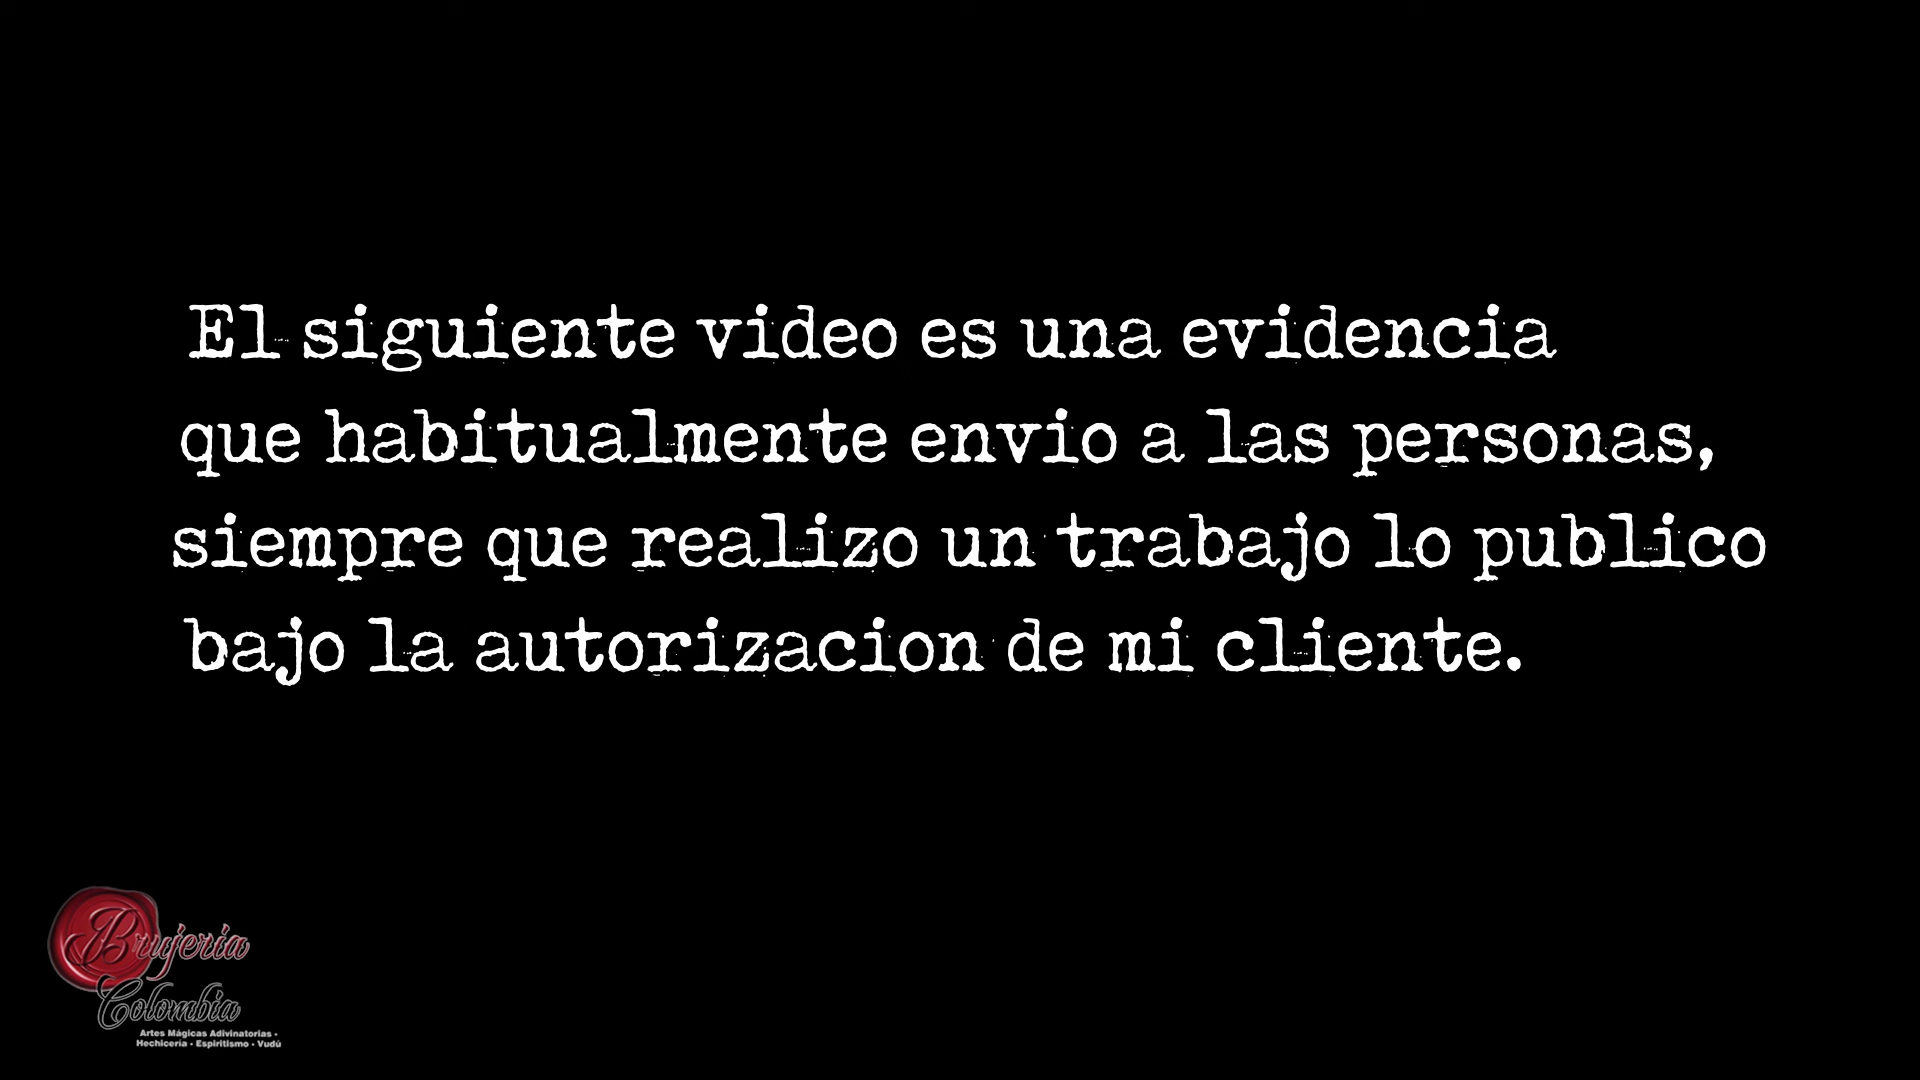 El siguiente video es una evidencia
que habitualmente envio a las personas,
siempre que realizo un trabajo lo publico
bajo la autorizacion de mi cliente.
Brujeria
Colombia
Artes Mágicas Adivinatorias -
Hechicería - Espiritismo - Vudú